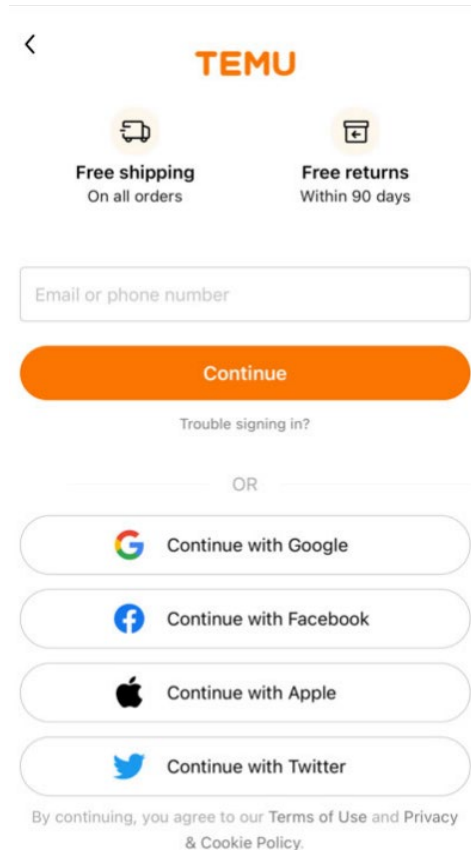 TEMU
Free shipping
On all orders
Free returns
Within 90 days
Email or phone number
Continue
Trouble signing in?
OR
Continue with Google
Continue with Facebook
Continue with Apple
Continue with Twitter
By continuing, you agree to our Terms of Use and Privacy
& Cookie Policy.